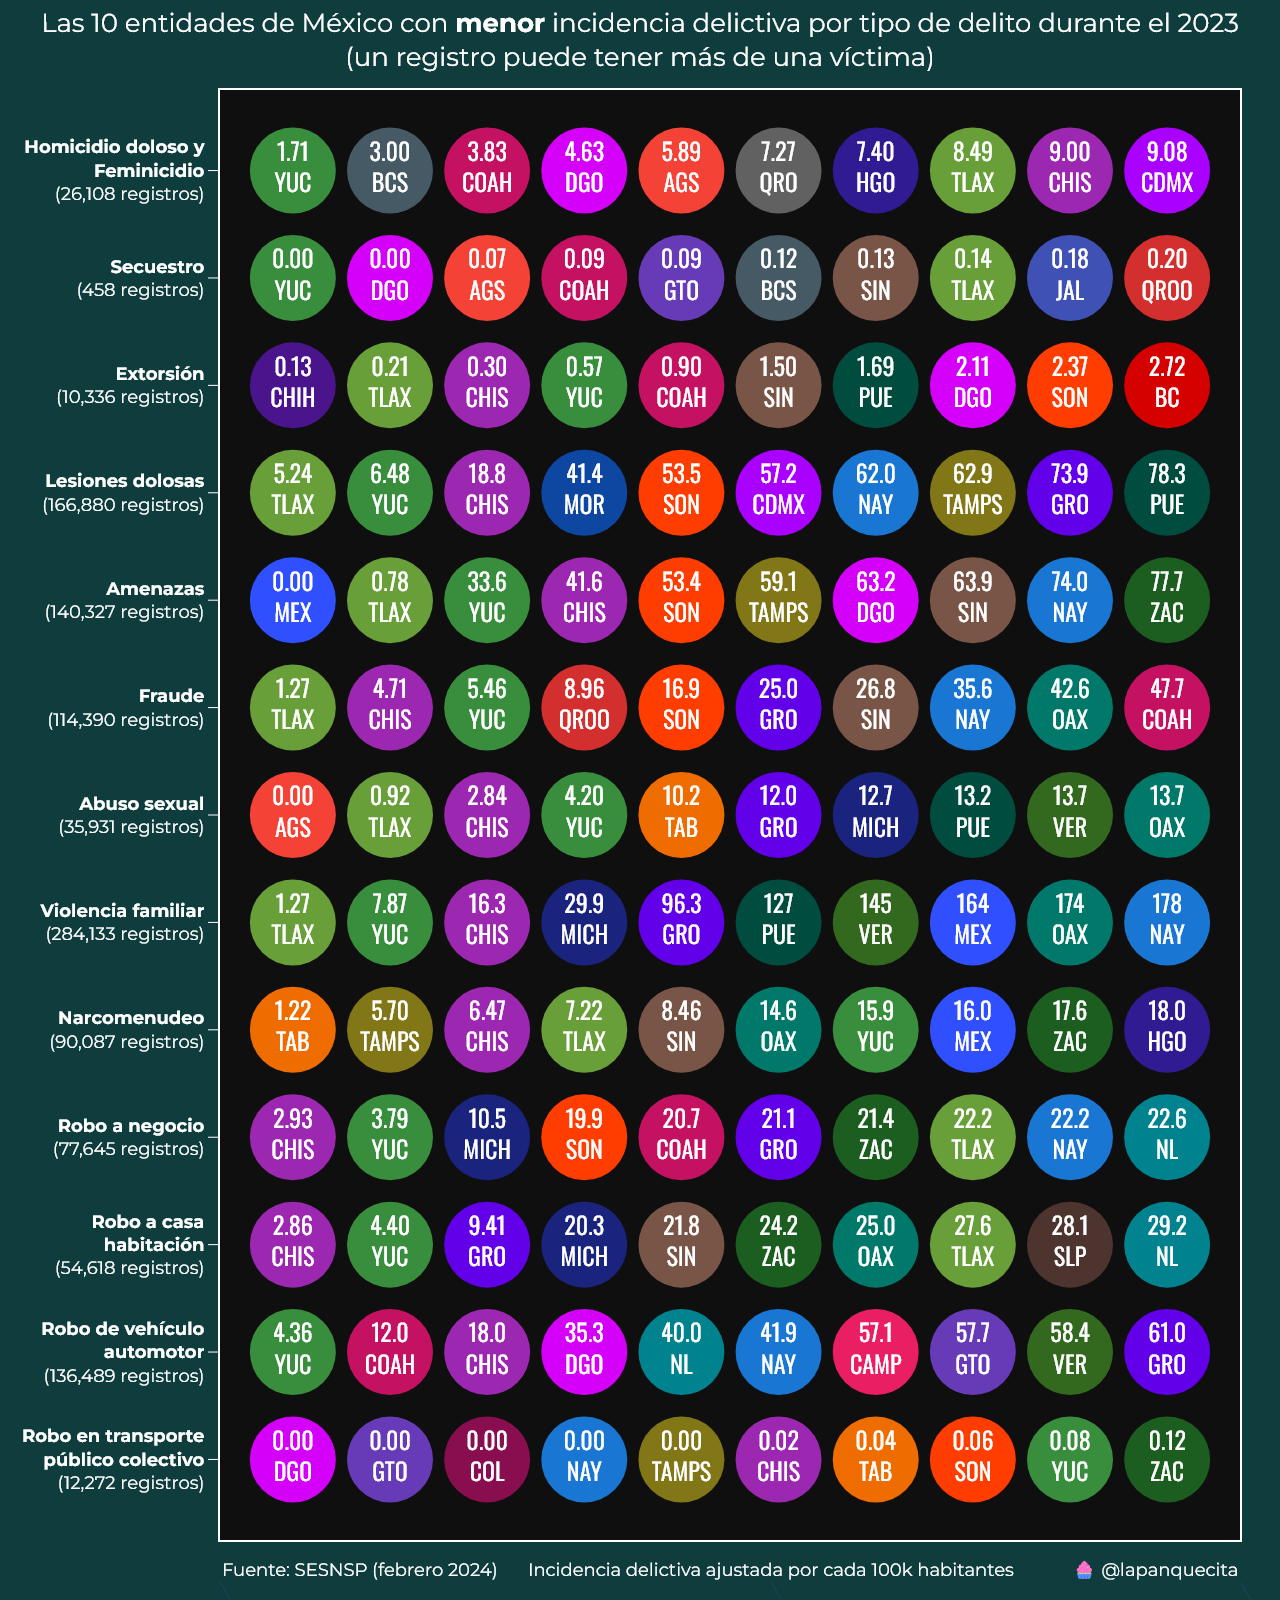 Las 10 entidades de México con menor incidencia delictiva por tipo de delito durante el 2023
(un registro puede tener más de una víctima)
Homicidio doloso y
Feminicidio
(26,108 registros)
1.71 3.00 3.83 4.63 5.89 7.27 7.40 8.49 9.00 9.08
YUC BCS COAH DGO AGS QRO HGO TLAX CHIS CDMX
Secuestro
(458 registros)
0.00 0.00 0.07 0.09 0.09 0.12 0.13 0.14 0.18 0.20
YUC DGO AGS COAH GTO BCS SIN TLAX JAL QROO
Extorsión
(10,336 registros)
0.13 0.21 0.30 0.57 0.90 1.50 1.69 2.11 2.37 2.72
CHIH TLAX CHIS YUC COAH SIN PUE DGO SON BC
Lesiones dolosas
(166,880 registros)
5.24 6.48 18.8 41.4 53.5 57.2 62.0 62.9 73.9 78.3
TLAX YUC CHIS MOR SON CDMX NAY TAMPS GRO PUE
Amenazas
(140,327 registros)
0.00 0.78 33.6 41.6 53.4 59.1 63.2 63.9 74.0 77.7
MEX TLAX YUC CHIS SON TAMPS DGO SIN NAY ZAC
Fraude
(114,390 registros)
1.27 4.71 5.46 8.96 16.9 25.0 26.8 35.6 42.6 47.7
TLAX CHIS YUC QROO SON GRO SIN NAY OAX COAH
Abuso sexual
(35,931 registros)
0.00 0.92 2.84 4.20 10.2 12.0 12.7 13.2 13.7 13.7
AGS TLAX CHIS YUC TAB GRO MICH PUE VER OAX
Violencia familiar
(284,133 registros)
1.27 7.87 16.3 29.9 96.3 127 145 164 174 178
TLAX YUC CHIS MICH GRO PUE VER MEX OAX NAY
Narcomenudeo
(90,087 registros)
1.22 5.70 6.47 7.22 8.46 14.6 15.9 16.0 17.6 18.0
TAB TAMPS CHIS TLAX SIN OAX YUC MEX ZAC HGO
Robo a negocio
(77,645 registros)
2.93 3.79 10.5 19.9 20.7 21.1 21.4 22.2 22.2 22.6
CHIS YUC MICH SON COAH GRO ZAC TLAX NAY NL
Robo a casa
habitación
(54,618 registros)
2.86 4.40 9.41 20.3 21.8 24.2 25.0 27.6 28.1 29.2
CHIS YUC GRO MICH SIN ZAC OAX TLAX SLP NL
Robo de vehículo
automotor
(136,489 registros)
4.36 12.0 18.0 35.3 40.0 41.9 57.1 57.7 58.4 61.0
YUC COAH CHIS DGO NL NAY CAMP GTO VER GRO
Robo en transporte
público colectivo
(12,272 registros)
0.00 0.00 0.00 0.00 0.00 0.02 0.04 0.06 0.08 0.12
DGO GTO COL NAY TAMPS CHIS TAB SON YUC ZAC
Fuente: SESNSP (febrero 2024) Incidencia delictiva ajustada por cada 100k habitantes @lapanquecita